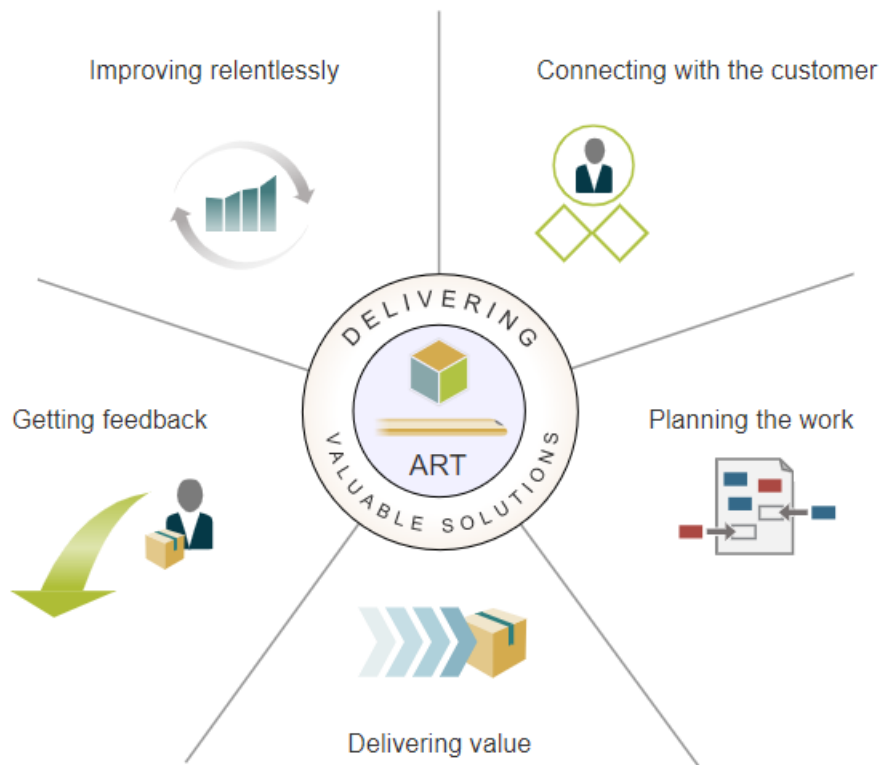 Improving relentlessly
Connecting with the customer
DELIVERING
ART
VALUABLE SOLUTIONS
Getting feedback
Planning the work
Delivering value